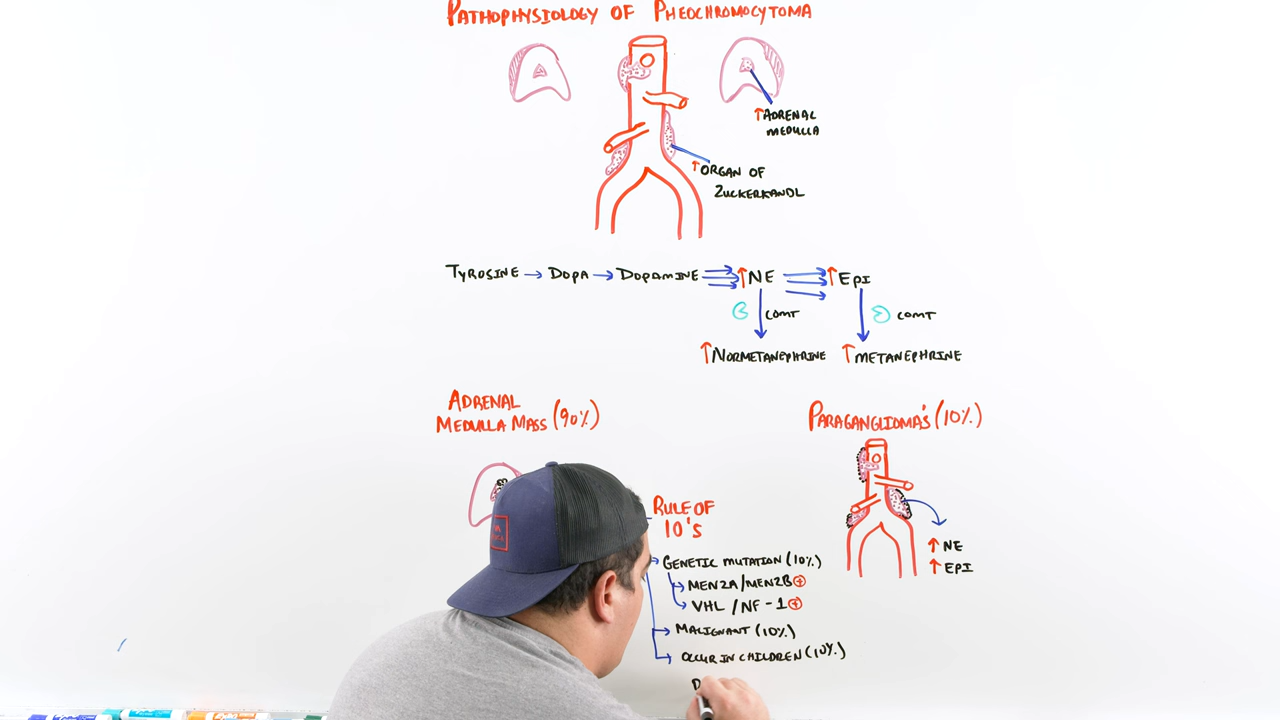 PATHOPHYSIOLOGY OF PHEOCHROMOCYTOMA
↑ADRENAL
MEDULLA
↑ORGAN OF
ZUCKERKANDL
TYROSINE → DOPA → DOPAMINE ↑NE ↑EPI
COMT COMT
↑NORMETANEPHRINE ↑METANEPHRINE
ADRENAL
MEDULLA MASS (90%)
PARAGANGLIOMA'S (10%)
RULE OF
10'S
↑ NE
↑ EPI
GENETIC MUTATION (10%)
MEN2A/MEN2B+
VHL / NF-1+
MALIGNANT (10%)
OCCUR IN CHILDREN (10%)